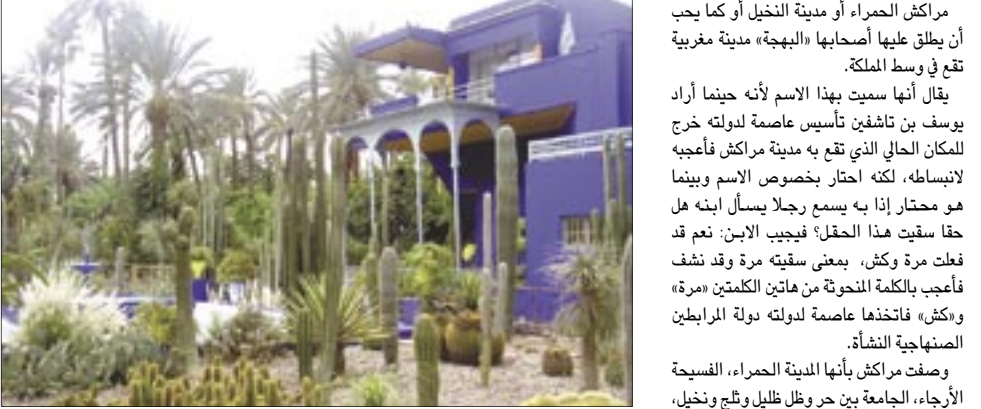 مراكش الحمراء أو مدينة النخيل أو كما يحب
أن يطلق عليها أصحابها «البهجة» مدينة مغربية
تقع في وسط المملكة.
يقال أنها سميت بهذا الاسم لأنه حينما أراد
يوسف بن تاشفين تأسيس عاصمة لدولته خرج
للمكان الحالي الذي تقع به مدينة مراكش فأعجبه
لانبساطه، لكنه احتار بخصوص الاسم وبينما
هو محتار إذا به يسمع رجلا يسأل ابنه هل
حقا سقيت هذا الحقل؟ فيجيب الابن: نعم قد
فعلت مرة وكش، بمعنى سقيته مرة وقد نشف
فأعجب بالكلمة المنحوثة من هاتين الكلمتين «مرة»
و«كش» فاتخذها عاصمة لدولته دولة المرابطين
الصنهاجية النشأة.
وصفت مراكش بأنها المدينة الحمراء، الفسيحة
الأرجاء، الجامعة بين حر وظل ظليل وثلج ونخيل،